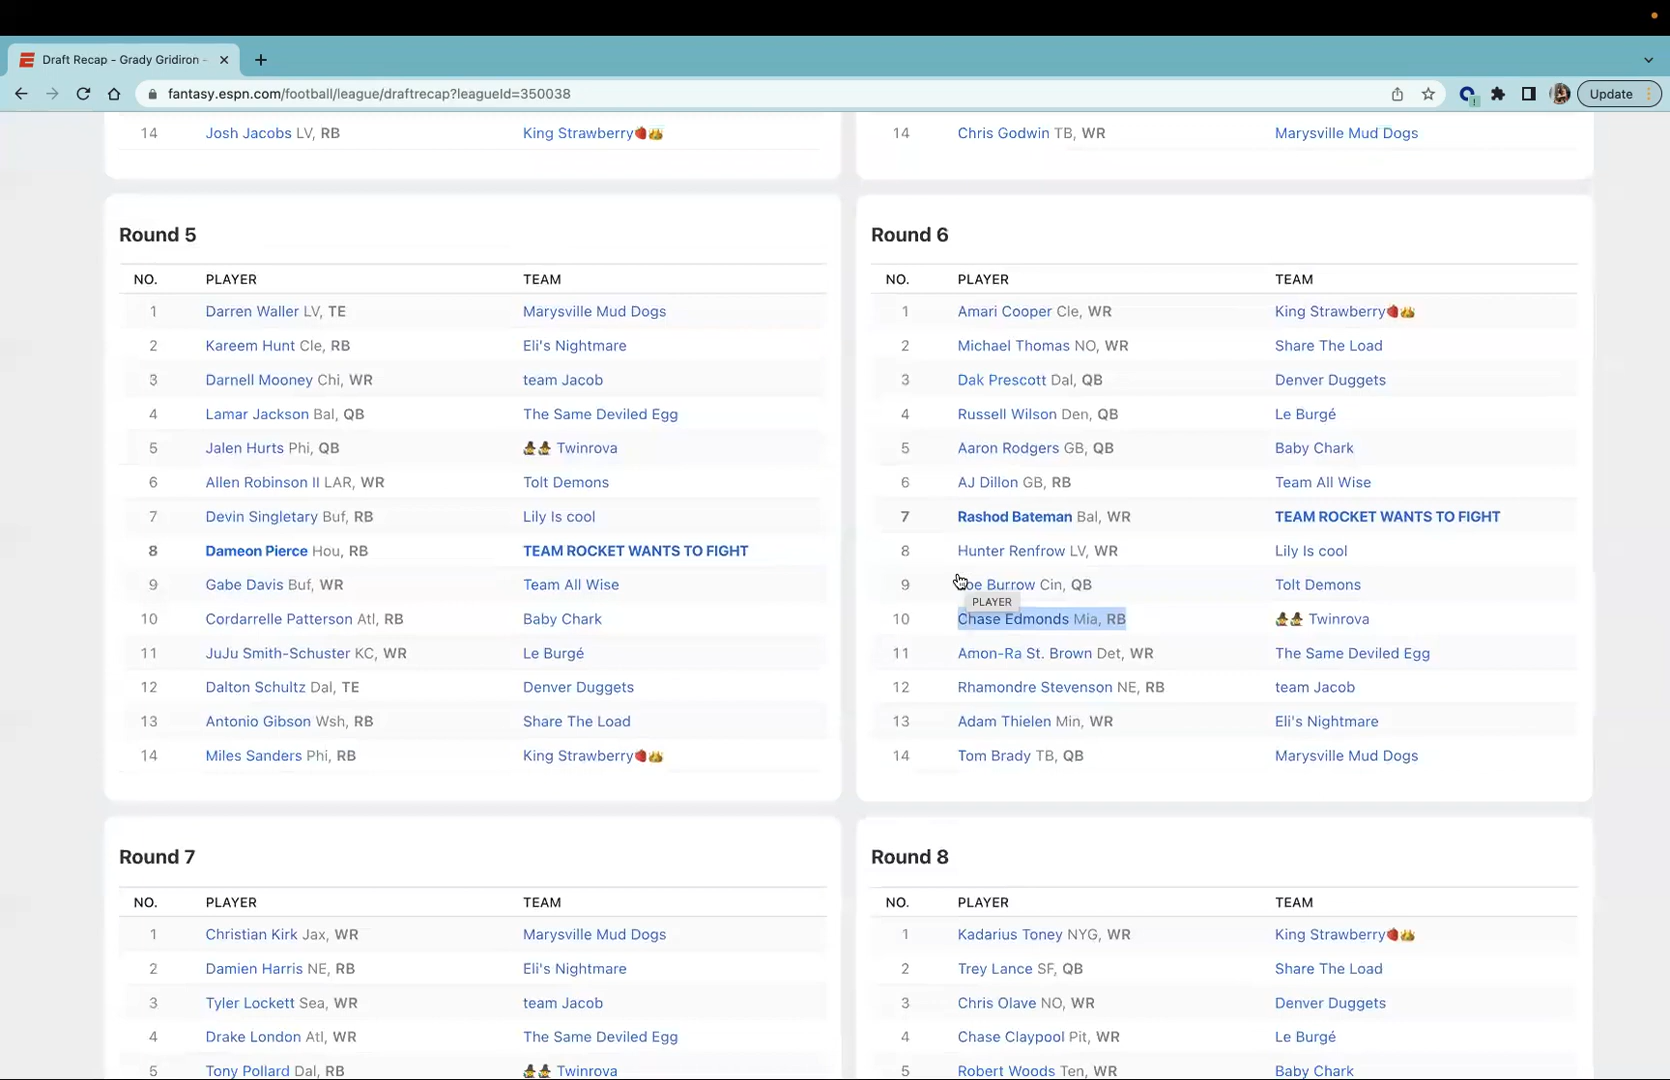 Draft Recap - Grady Gridiron -
fantasy.espn.com/football/league/draftrecap?leagueId=350038
Update
14 Josh Jacobs LV, RB King Strawberry🍓👑
14 Chris Godwin TB, WR Marysville Mud Dogs
Round 5
NO. PLAYER TEAM
1 Darren Waller LV, TE Marysville Mud Dogs
2 Kareem Hunt Cle, RB Eli's Nightmare
3 Darnell Mooney Chi, WR team Jacob
4 Lamar Jackson Bal, QB The Same Deviled Egg
5 Jalen Hurts Phi, QB Twinrova
6 Allen Robinson II LAR, WR Tolt Demons
7 Devin Singletary Buf, RB Lily Is cool
8 Dameon Pierce Hou, RB TEAM ROCKET WANTS TO FIGHT
9 Gabe Davis Buf, WR Team All Wise
10 Cordarrelle Patterson Atl, RB Baby Chark
11 JuJu Smith-Schuster KC, WR Le Burgé
12 Dalton Schultz Dal, TE Denver Duggets
13 Antonio Gibson Wsh, RB Share The Load
14 Miles Sanders Phi, RB King Strawberry🍓👑
Round 6
NO. PLAYER TEAM
1 Amari Cooper Cle, WR King Strawberry🍓👑
2 Michael Thomas NO, WR Share The Load
3 Dak Prescott Dal, QB Denver Duggets
4 Russell Wilson Den, QB Le Burgé
5 Aaron Rodgers GB, QB Baby Chark
6 AJ Dillon GB, RB Team All Wise
7 Rashod Bateman Bal, WR TEAM ROCKET WANTS TO FIGHT
8 Hunter Renfrow LV, WR Lily Is cool
9 Joe Burrow Cin, QB Tolt Demons
PLAYER
10 Chase Edmonds Mia, RB Twinrova
11 Amon-Ra St. Brown Det, WR The Same Deviled Egg
12 Rhamondre Stevenson NE, RB team Jacob
13 Adam Thielen Min, WR Eli's Nightmare
14 Tom Brady TB, QB Marysville Mud Dogs
Round 7
NO. PLAYER TEAM
1 Christian Kirk Jax, WR Marysville Mud Dogs
2 Damien Harris NE, RB Eli's Nightmare
3 Tyler Lockett Sea, WR team Jacob
4 Drake London Atl, WR The Same Deviled Egg
5 Tony Pollard Dal, RB Twinrova
Round 8
NO. PLAYER TEAM
1 Kadarius Toney NYG, WR King Strawberry🍓👑
2 Trey Lance SF, QB Share The Load
3 Chris Olave NO, WR Denver Duggets
4 Chase Claypool Pit, WR Le Burgé
5 Robert Woods Ten, WR Baby Chark